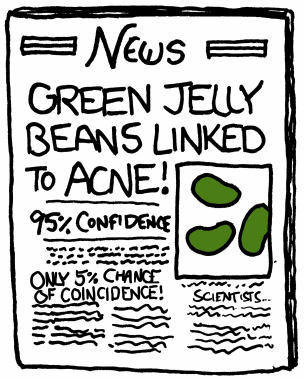 NEWS
GREEN JELLY
BEANS LINKED
TO ACNE!
95% CONFIDENCE
ONLY 5% CHANCE
OF COINCIDENCE!
SCIENTISTS...